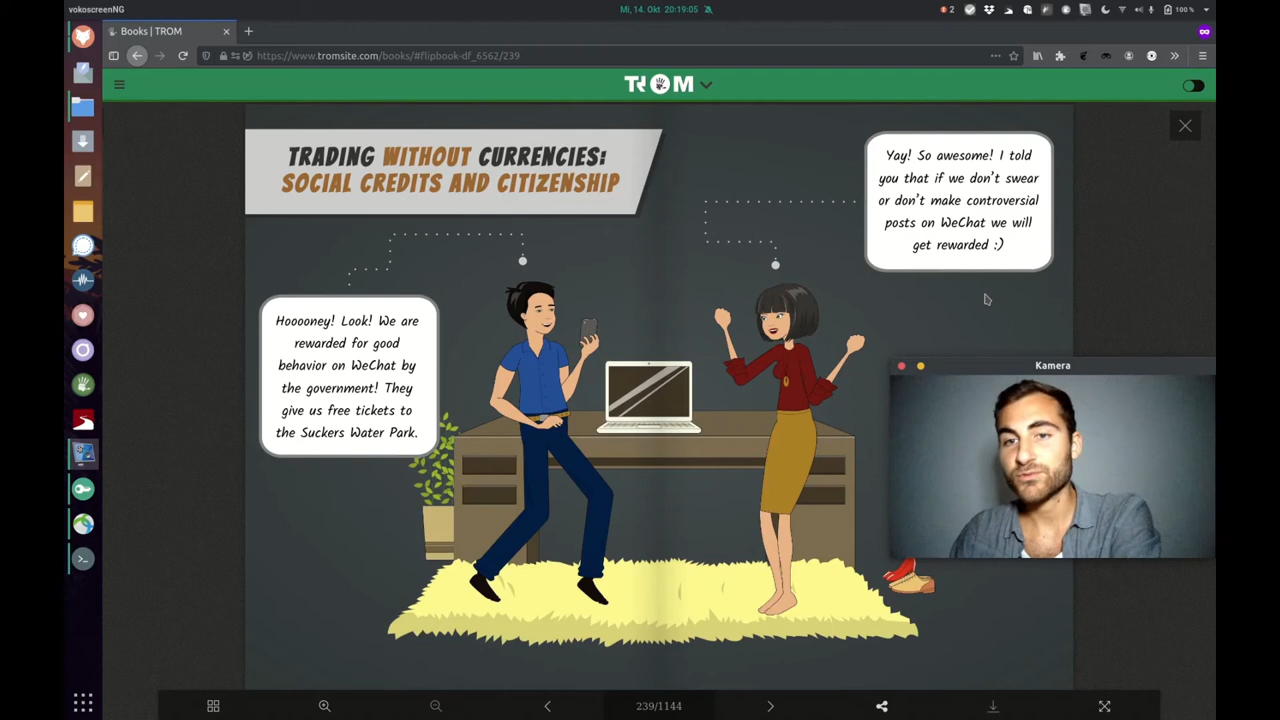 vokoscreenNG
Mi, 14. Okt 20:19:05
2
100 %
Books | TROM
https://www.tromsite.com/books/#flipbook-df_6562/239
TROM
TRADING WITHOUT CURRENCIES:
SOCIAL CREDITS AND CITIZENSHIP
Yay! So awesome! I told
you that if we don't swear
or don't make controversial
posts on WeChat we will
get rewarded :)
Hooooney! Look! We are
rewarded for good
behavior on WeChat by
the government! They
give us free tickets to
the Suckers Water Park.
Kamera
239/1144